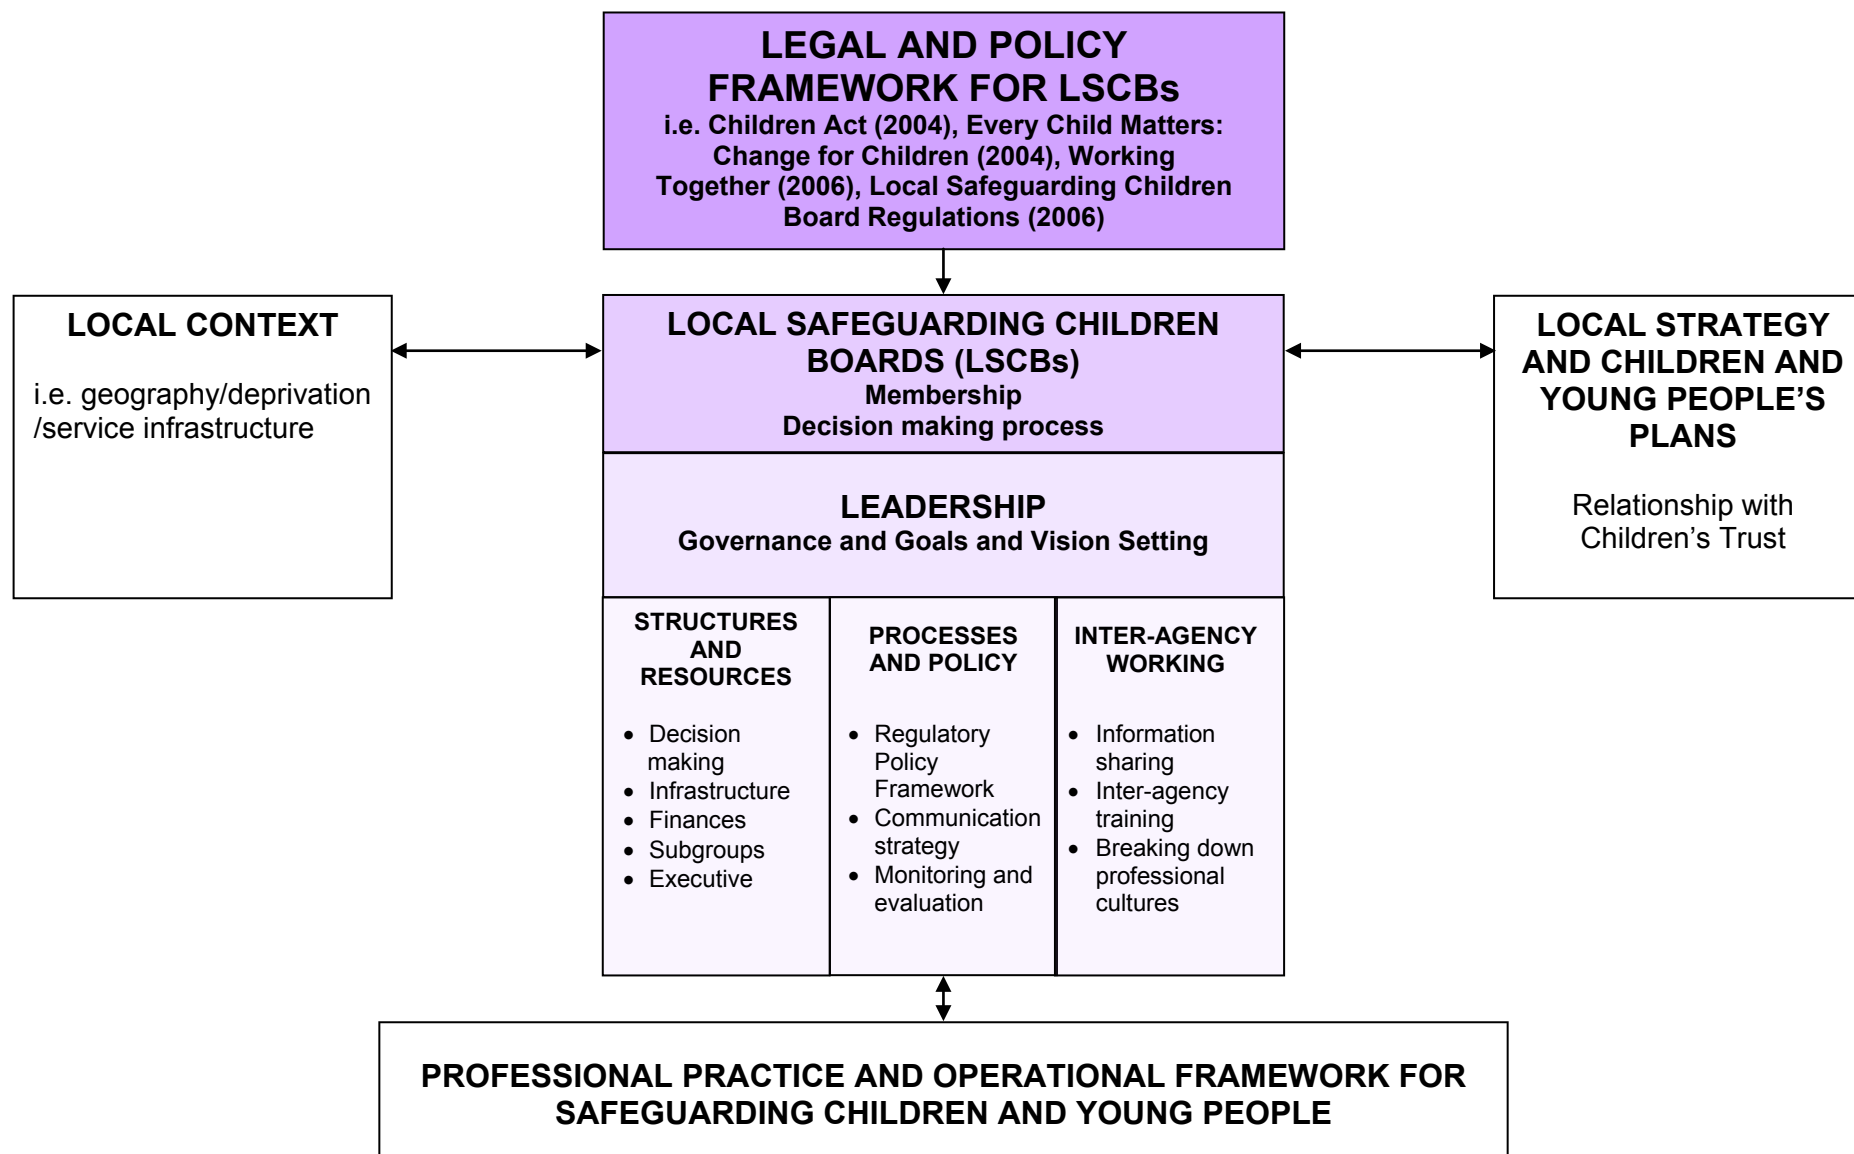 LEGAL AND POLICY
FRAMEWORK FOR LSCBs
i.e. Children Act (2004), Every Child Matters:
Change for Children (2004), Working
Together (2006), Local Safeguarding Children
Board Regulations (2006)
LOCAL CONTEXT
i.e. geography/deprivation
/service infrastructure
LOCAL SAFEGUARDING CHILDREN
BOARDS (LSCBs)
Membership
Decision making process
LOCAL STRATEGY
AND CHILDREN AND
YOUNG PEOPLE’S
PLANS
Relationship with
Children’s Trust
LEADERSHIP
Governance and Goals and Vision Setting
STRUCTURES
AND
RESOURCES
• Decision
making
• Infrastructure
• Finances
• Subgroups
• Executive
PROCESSES
AND POLICY
• Regulatory
Policy
Framework
• Communication
strategy
• Monitoring and
evaluation
INTER-AGENCY
WORKING
• Information
sharing
• Inter-agency
training
• Breaking down
professional
cultures
PROFESSIONAL PRACTICE AND OPERATIONAL FRAMEWORK FOR
SAFEGUARDING CHILDREN AND YOUNG PEOPLE